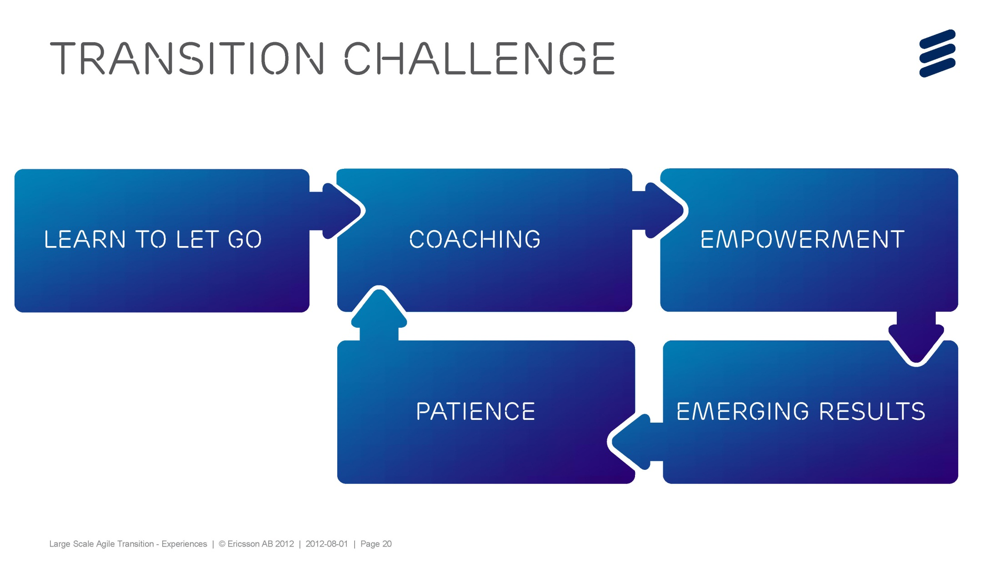 TRANSITION CHALLENGE
LEARN TO LET GO
COACHING
EMPOWERMENT
PATIENCE
EMERGING RESULTS
Large Scale Agile Transition - Experiences | © Ericsson AB 2012 | 2012-08-01 | Page 20